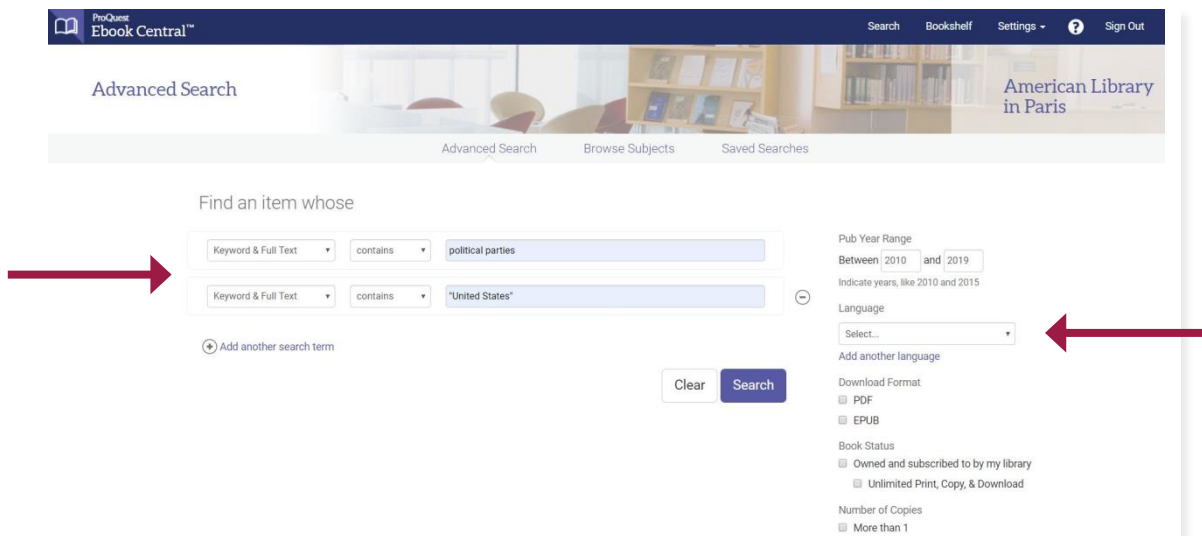 ProQuest
Ebook Central™
Search Bookshelf Settings ? Sign Out
Advanced Search
American Library
in Paris
Advanced Search Browse Subjects Saved Searches
Find an item whose
Keyword & Full Text contains political parties
Keyword & Full Text contains "United States"
Add another search term
Clear Search
Pub Year Range
Between 2010 and 2019
Indicate years, like 2010 and 2015
Language
Select...
Add another language
Download Format
PDF
EPUB
Book Status
Owned and subscribed to by my library
Unlimited Print, Copy, & Download
Number of Copies
More than 1